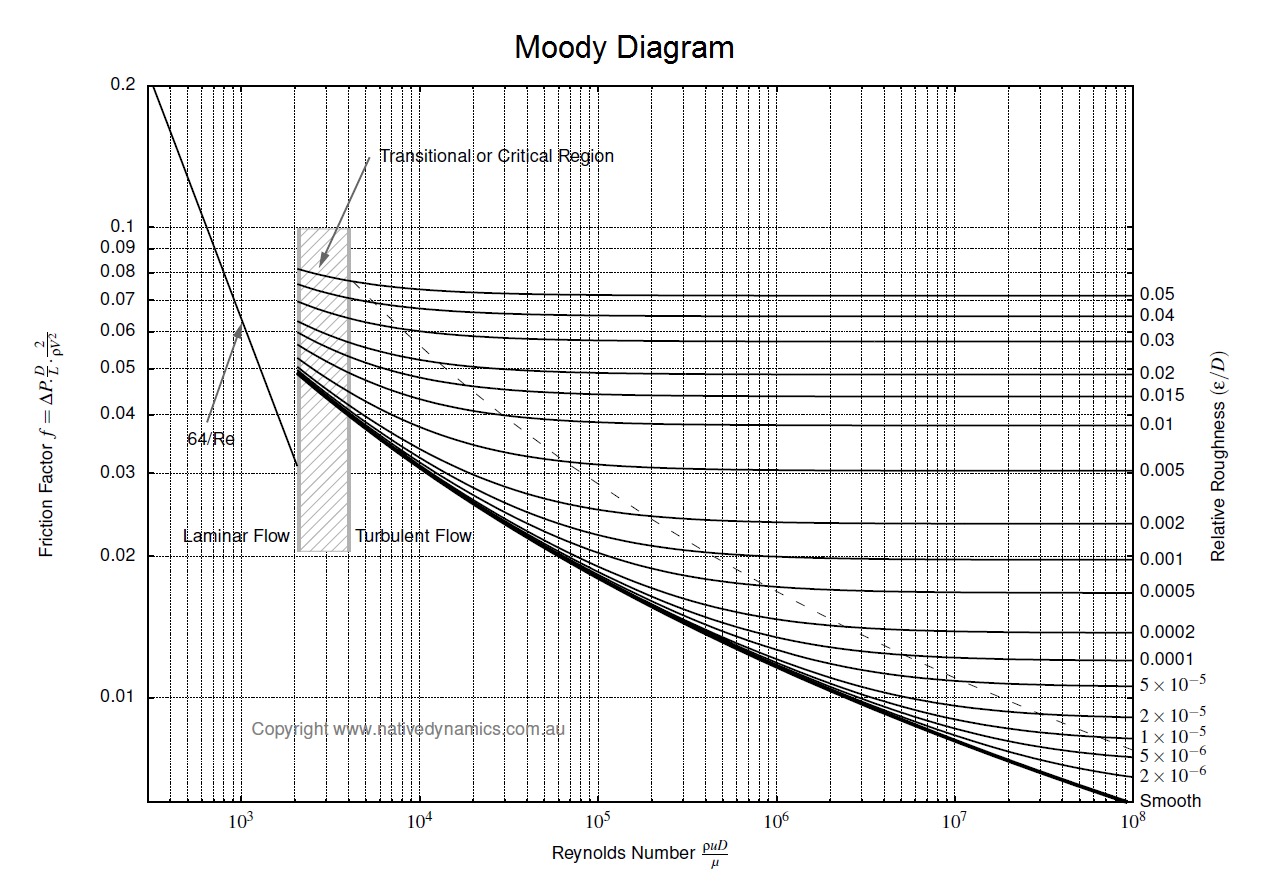 Moody Diagram
0.2
0.1
0.09
0.08
0.07
0.06
0.05
0.04
0.03
0.02
0.01
Friction Factor f = ΔP.D/L.2/ρV²
Transitional or Critical Region
64/Re
Laminar Flow
Turbulent Flow
Copyright www.nativedynamics.com.au
0.05
0.04
0.03
0.02
0.015
0.01
0.005
0.002
0.001
0.0005
0.0002
0.0001
5 × 10⁻⁵
2 × 10⁻⁵
1 × 10⁻⁵
5 × 10⁻⁶
2 × 10⁻⁶
Smooth
Relative Roughness (ε/D)
10³ 10⁴ 10⁵ 10⁶ 10⁷ 10⁸
Reynolds Number ρuD/μ